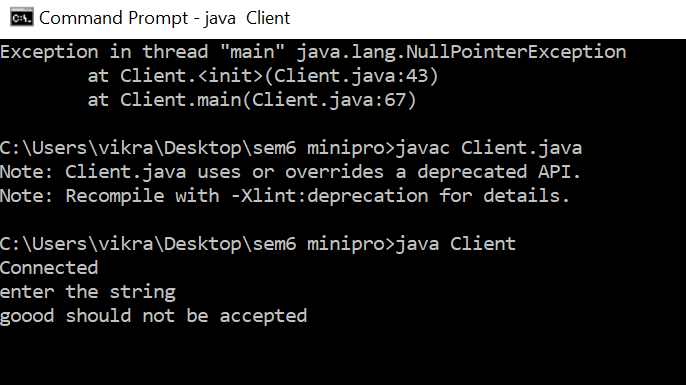 Command Prompt - java  Client
Exception in thread "main" java.lang.NullPointerException
        at Client.<init>(Client.java:43)
        at Client.main(Client.java:67)
C:\Users\vikra\Desktop\sem6 minipro>javac Client.java
Note: Client.java uses or overrides a deprecated API.
Note: Recompile with -Xlint:deprecation for details.
C:\Users\vikra\Desktop\sem6 minipro>java Client
Connected
enter the string
goood should not be accepted